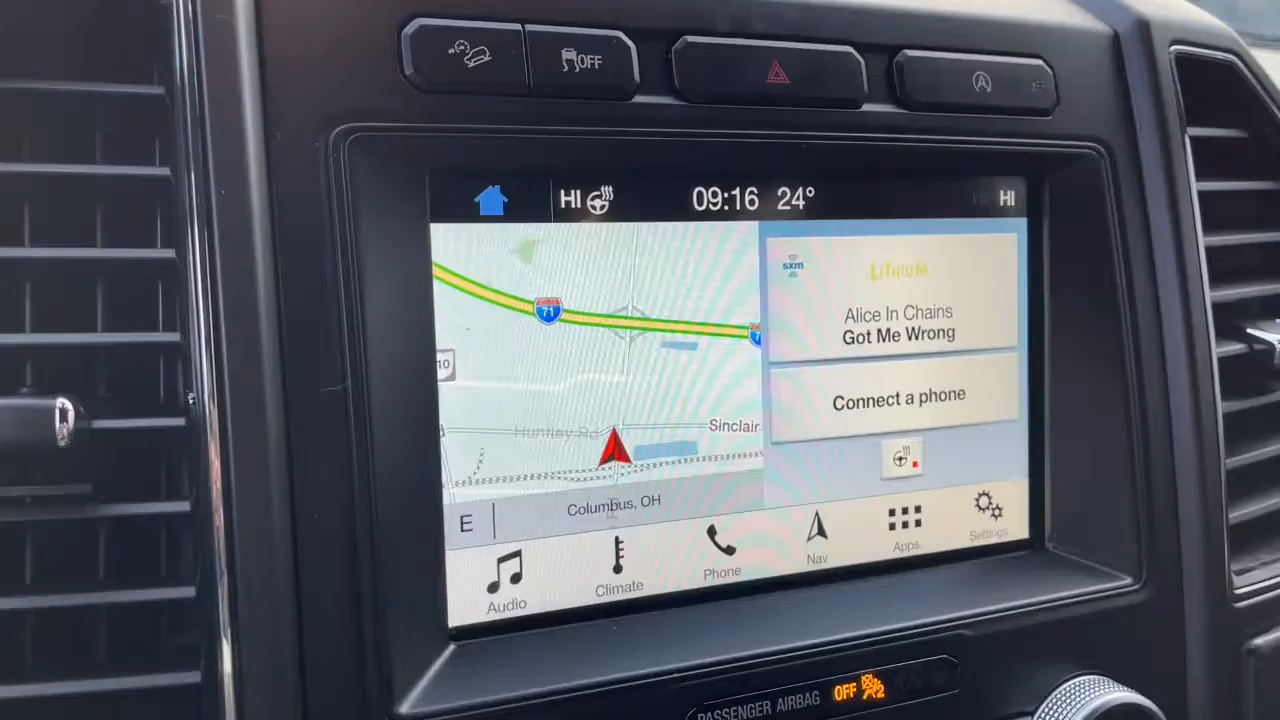 OFF
HI
09:16 24°
HI
sxm
LITHIUM
71
Alice In Chains
Got Me Wrong
10
Connect a phone
Huntley Rd
Sinclair
Columbus, OH
E
Audio
Climate
Phone
Nav
Apps
Settings
PASSENGER AIRBAG OFF